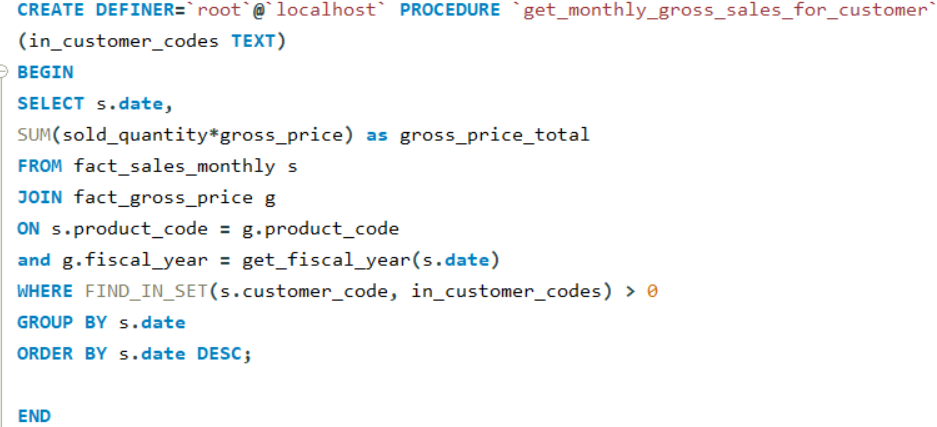 CREATE DEFINER=`root`@`localhost` PROCEDURE `get_monthly_gross_sales_for_customer`
(in_customer_codes TEXT)
BEGIN
SELECT s.date,
SUM(sold_quantity*gross_price) as gross_price_total
FROM fact_sales_monthly s
JOIN fact_gross_price g
ON s.product_code = g.product_code
and g.fiscal_year = get_fiscal_year(s.date)
WHERE FIND_IN_SET(s.customer_code, in_customer_codes) > 0
GROUP BY s.date
ORDER BY s.date DESC;
END